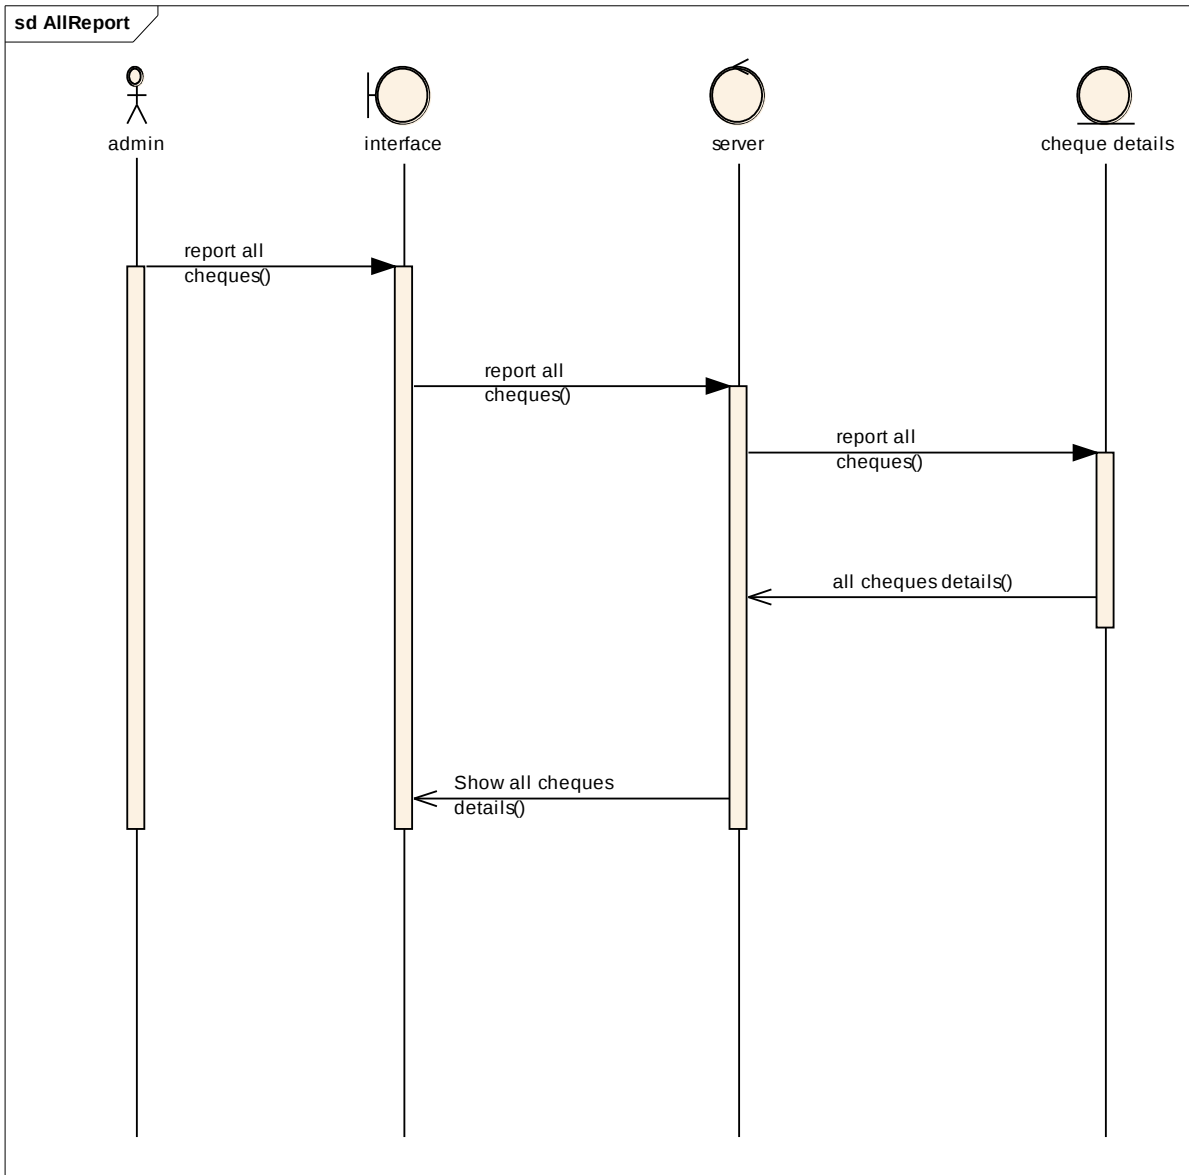 sd AllReport
admin
interface
server
cheque details
report all
cheques()
report all
cheques()
report all
cheques()
all cheques details()
Show all cheques
details()